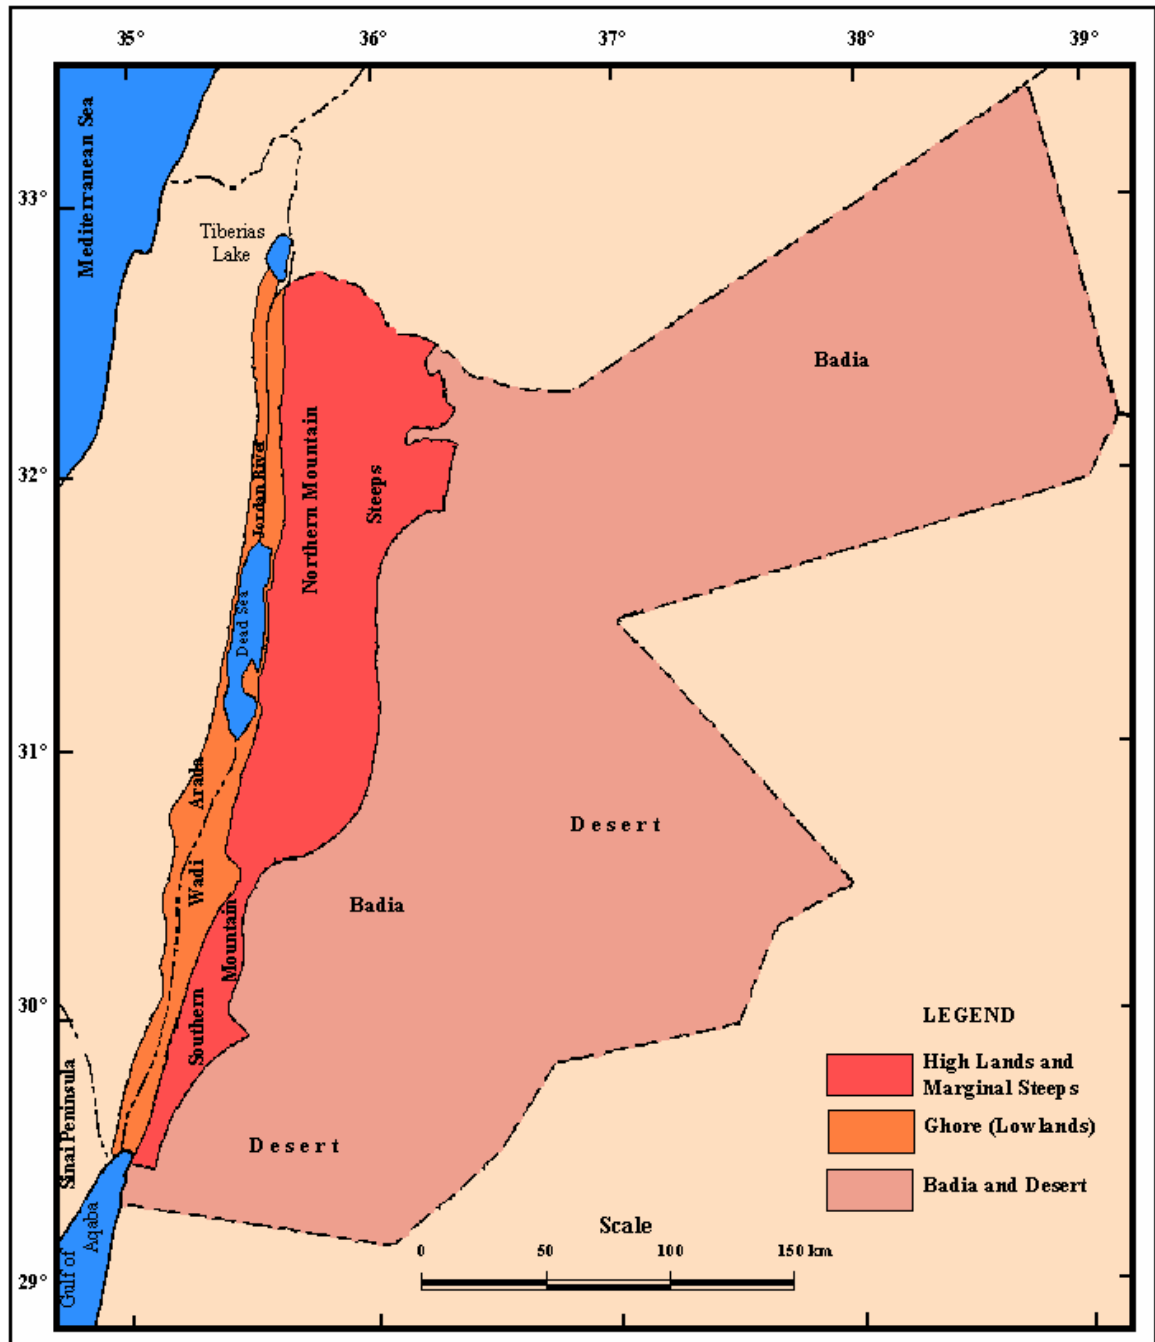 35° 36° 37° 38° 39°
33°
32°
31°
30°
29°
Mediterranean Sea
Tiberias
Lake
Badia
Jordan River
Northern Mountain
Steeps
Dead Sea
Arada
Wadi
Desert
Badia
Mountain
Southern
Sinai Peninsula
Desert
Gulf of
Aqaba
LEGEND
High Lands and
Marginal Steeps
Ghore (Lowlands)
Badia and Desert
Scale
0 50 100 150 km